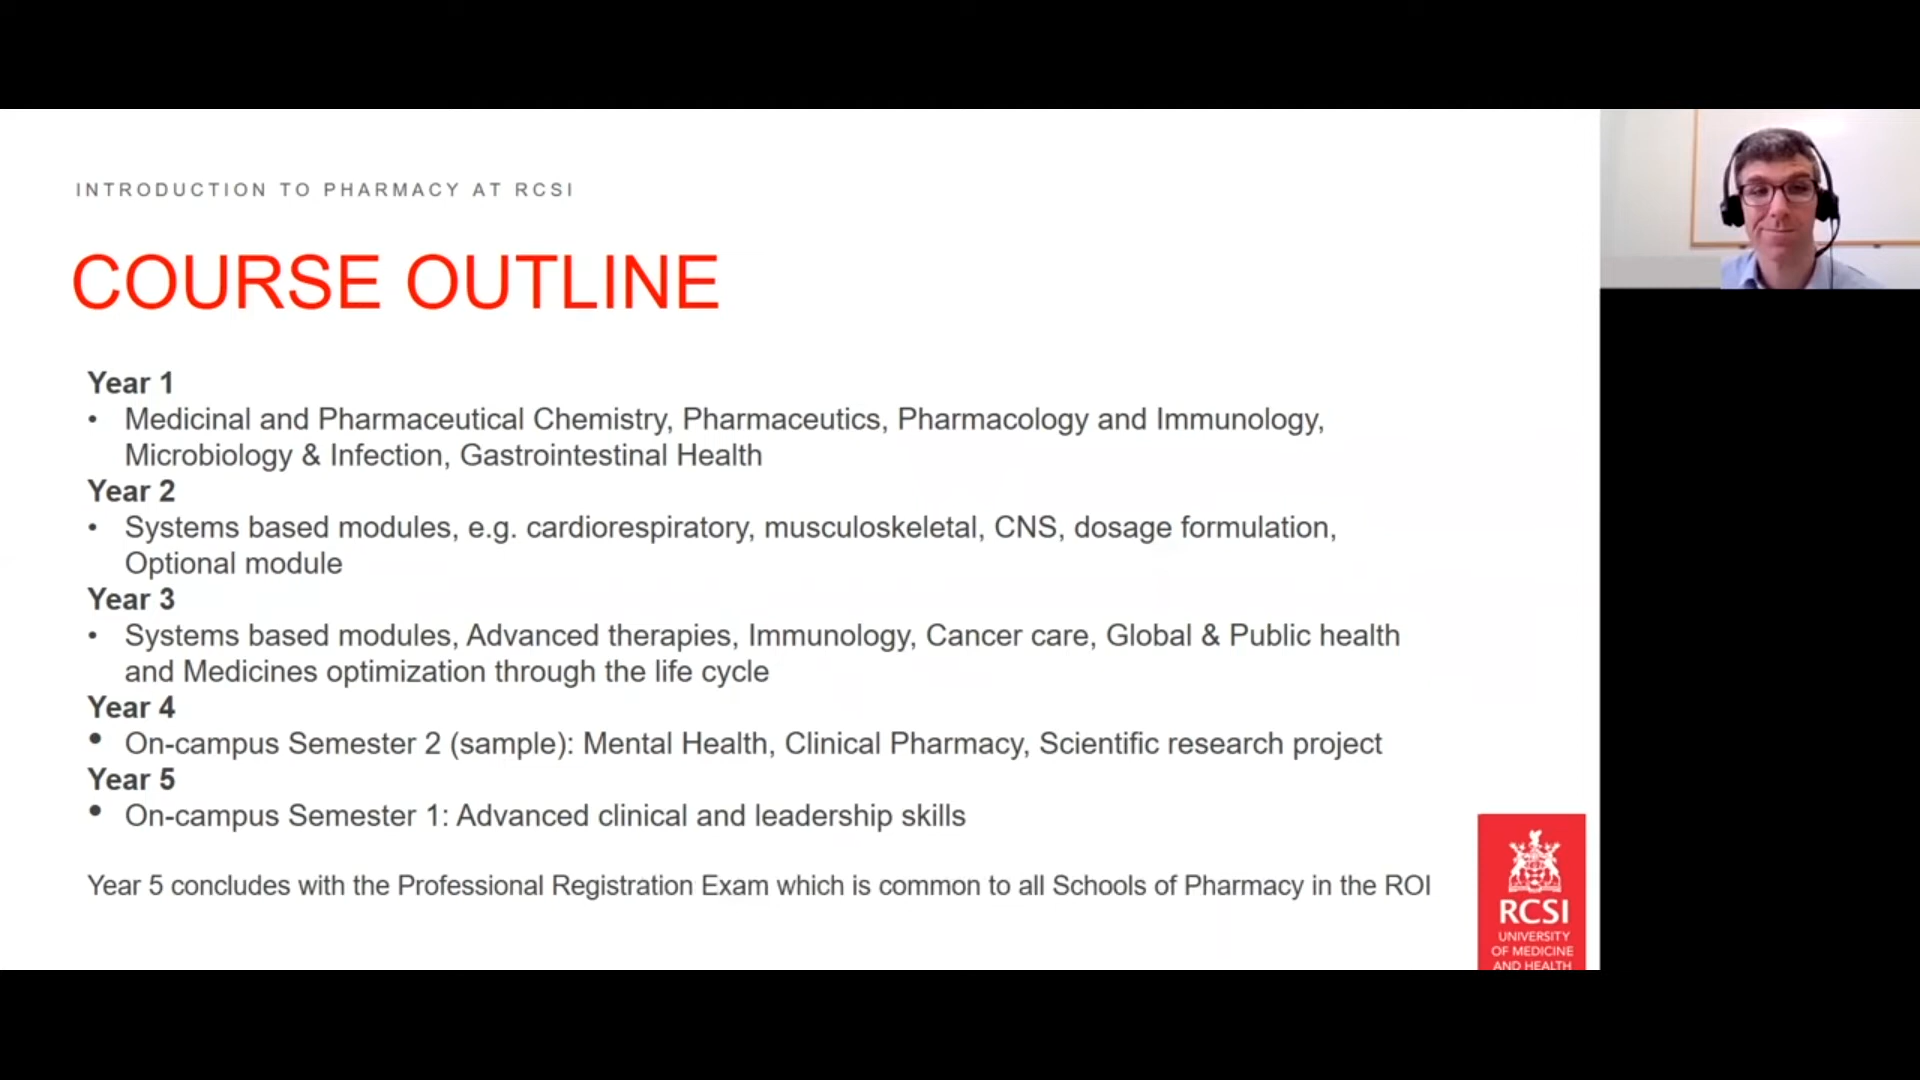 INTRODUCTION TO PHARMACY AT RCSI
COURSE OUTLINE
Year 1
• Medicinal and Pharmaceutical Chemistry, Pharmaceutics, Pharmacology and Immunology,
Microbiology & Infection, Gastrointestinal Health
Year 2
• Systems based modules, e.g. cardiorespiratory, musculoskeletal, CNS, dosage formulation,
Optional module
Year 3
• Systems based modules, Advanced therapies, Immunology, Cancer care, Global & Public health
and Medicines optimization through the life cycle
Year 4
• On-campus Semester 2 (sample): Mental Health, Clinical Pharmacy, Scientific research project
Year 5
• On-campus Semester 1: Advanced clinical and leadership skills
Year 5 concludes with the Professional Registration Exam which is common to all Schools of Pharmacy in the ROI
RCSI
UNIVERSITY
OF MEDICINE
AND HEALTH